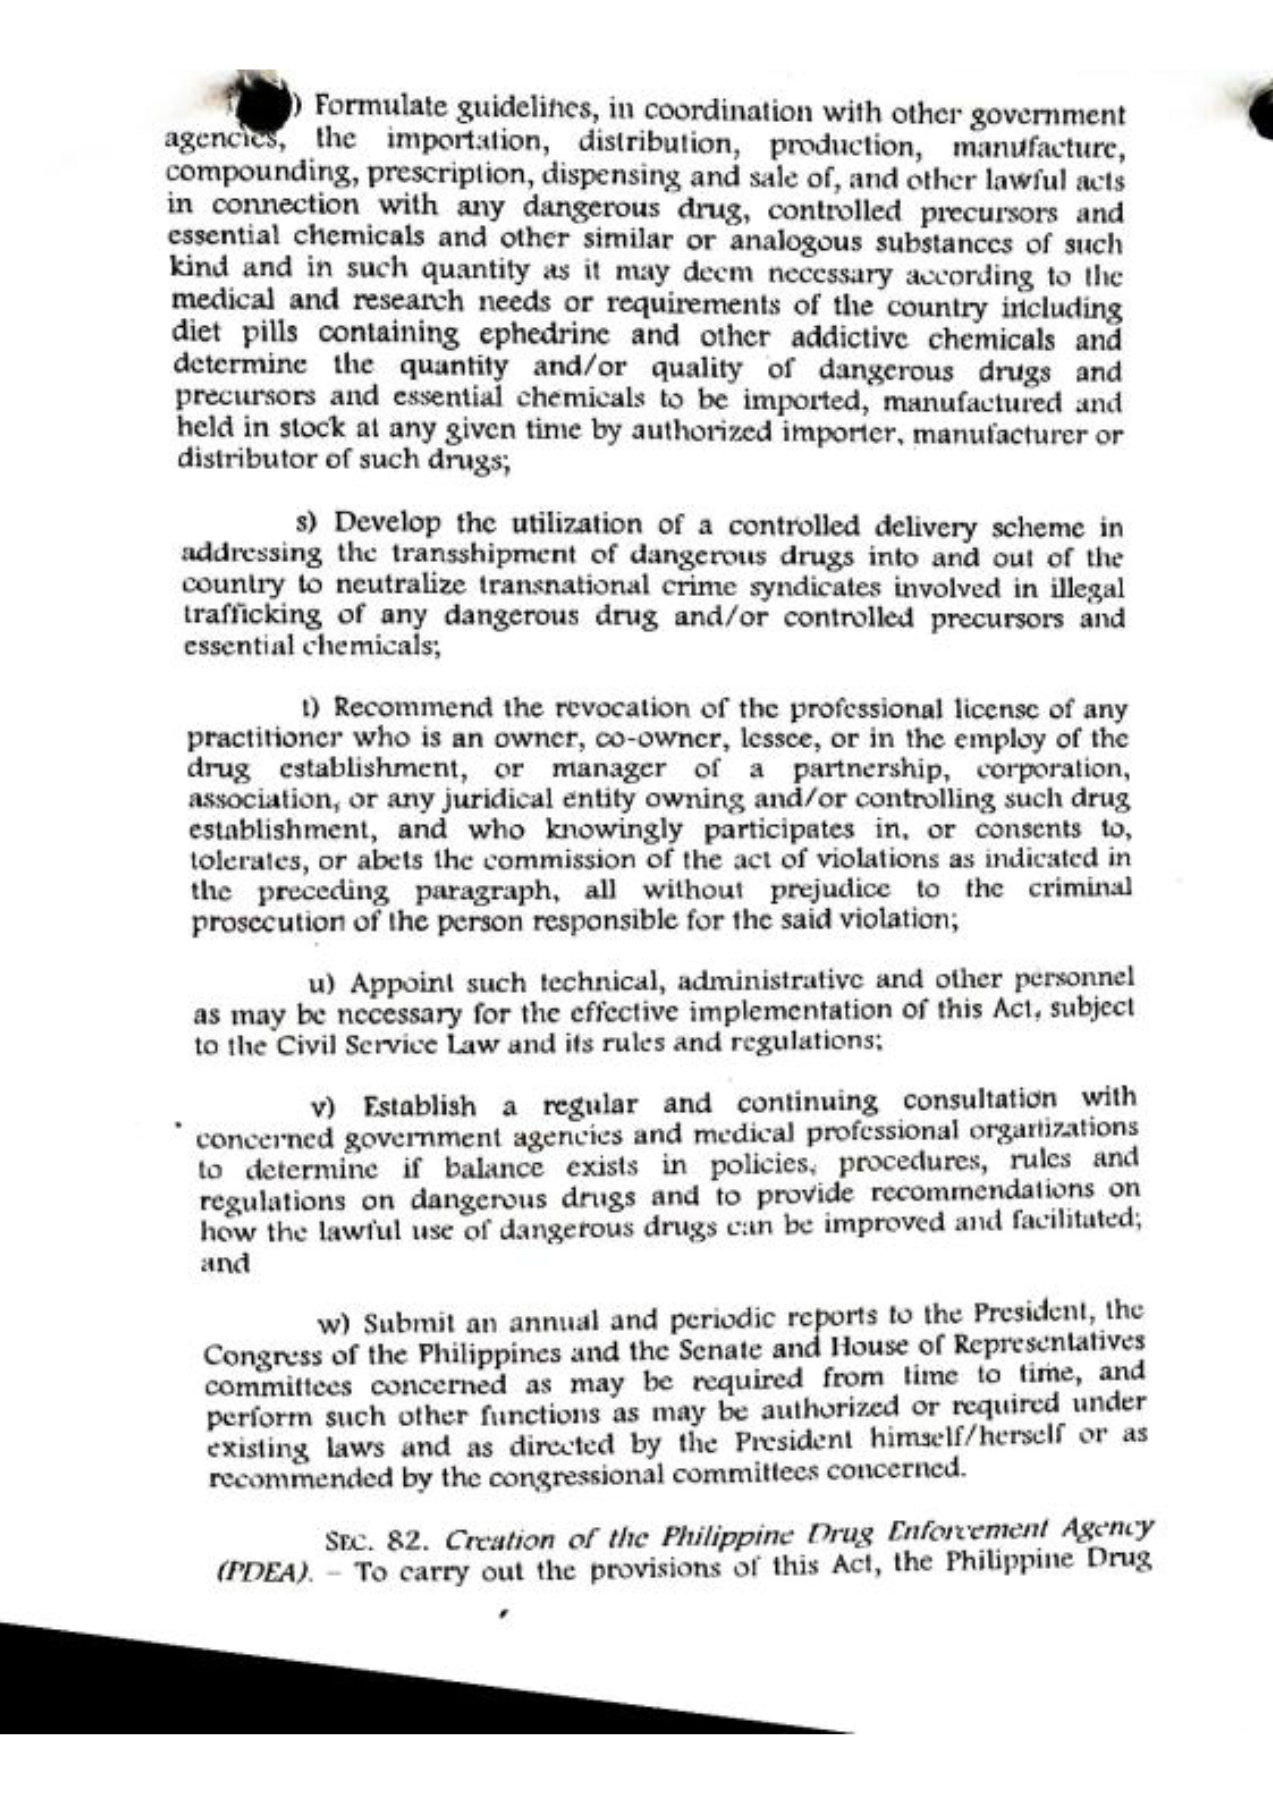 ) Formulate guidelines, in coordination with other government
agencies, the importation, distribution, production, manufacture,
compounding, prescription, dispensing and sale of, and other lawful acts
in connection with any dangerous drug, controlled precursors and
essential chemicals and other similar or analogous substances of such
kind and in such quantity as it may deem necessary according to the
medical and research needs or requirements of the country including
diet pills containing ephedrine and other addictive chemicals and
determine the quantity and/or quality of dangerous drugs and
precursors and essential chemicals to be imported, manufactured and
held in stock at any given time by authorized importer, manufacturer or
distributor of such drugs;
s) Develop the utilization of a controlled delivery scheme in
addressing the transshipment of dangerous drugs into and out of the
country to neutralize transnational crime syndicates involved in illegal
trafficking of any dangerous drug and/or controlled precursors and
essential chemicals;
t) Recommend the revocation of the professional license of any
practitioner who is an owner, co-owner, lessee, or in the employ of the
drug establishment, or manager of a partnership, corporation,
association, or any juridical entity owning and/or controlling such drug
establishment, and who knowingly participates in, or consents to,
tolerates, or abets the commission of the act of violations as indicated in
the preceding paragraph, all without prejudice to the criminal
prosecution of the person responsible for the said violation;
u) Appoint such technical, administrative and other personnel
as may be necessary for the effective implementation of this Act, subject
to the Civil Service Law and its rules and regulations;
v) Establish a regular and continuing consultation with
concerned government agencies and medical professional organizations
to determine if balance exists in policies, procedures, rules and
regulations on dangerous drugs and to provide recommendations on
how the lawful use of dangerous drugs can be improved and facilitated;
and
w) Submit an annual and periodic reports to the President, the
Congress of the Philippines and the Senate and House of Representatives
committees concerned as may be required from time to time, and
perform such other functions as may be authorized or required under
existing laws and as directed by the President himself/herself or as
recommended by the congressional committees concerned.
SEC. 82. Creation of the Philippine Drug Enforcement Agency
(PDEA). – To carry out the provisions of this Act, the Philippine Drug